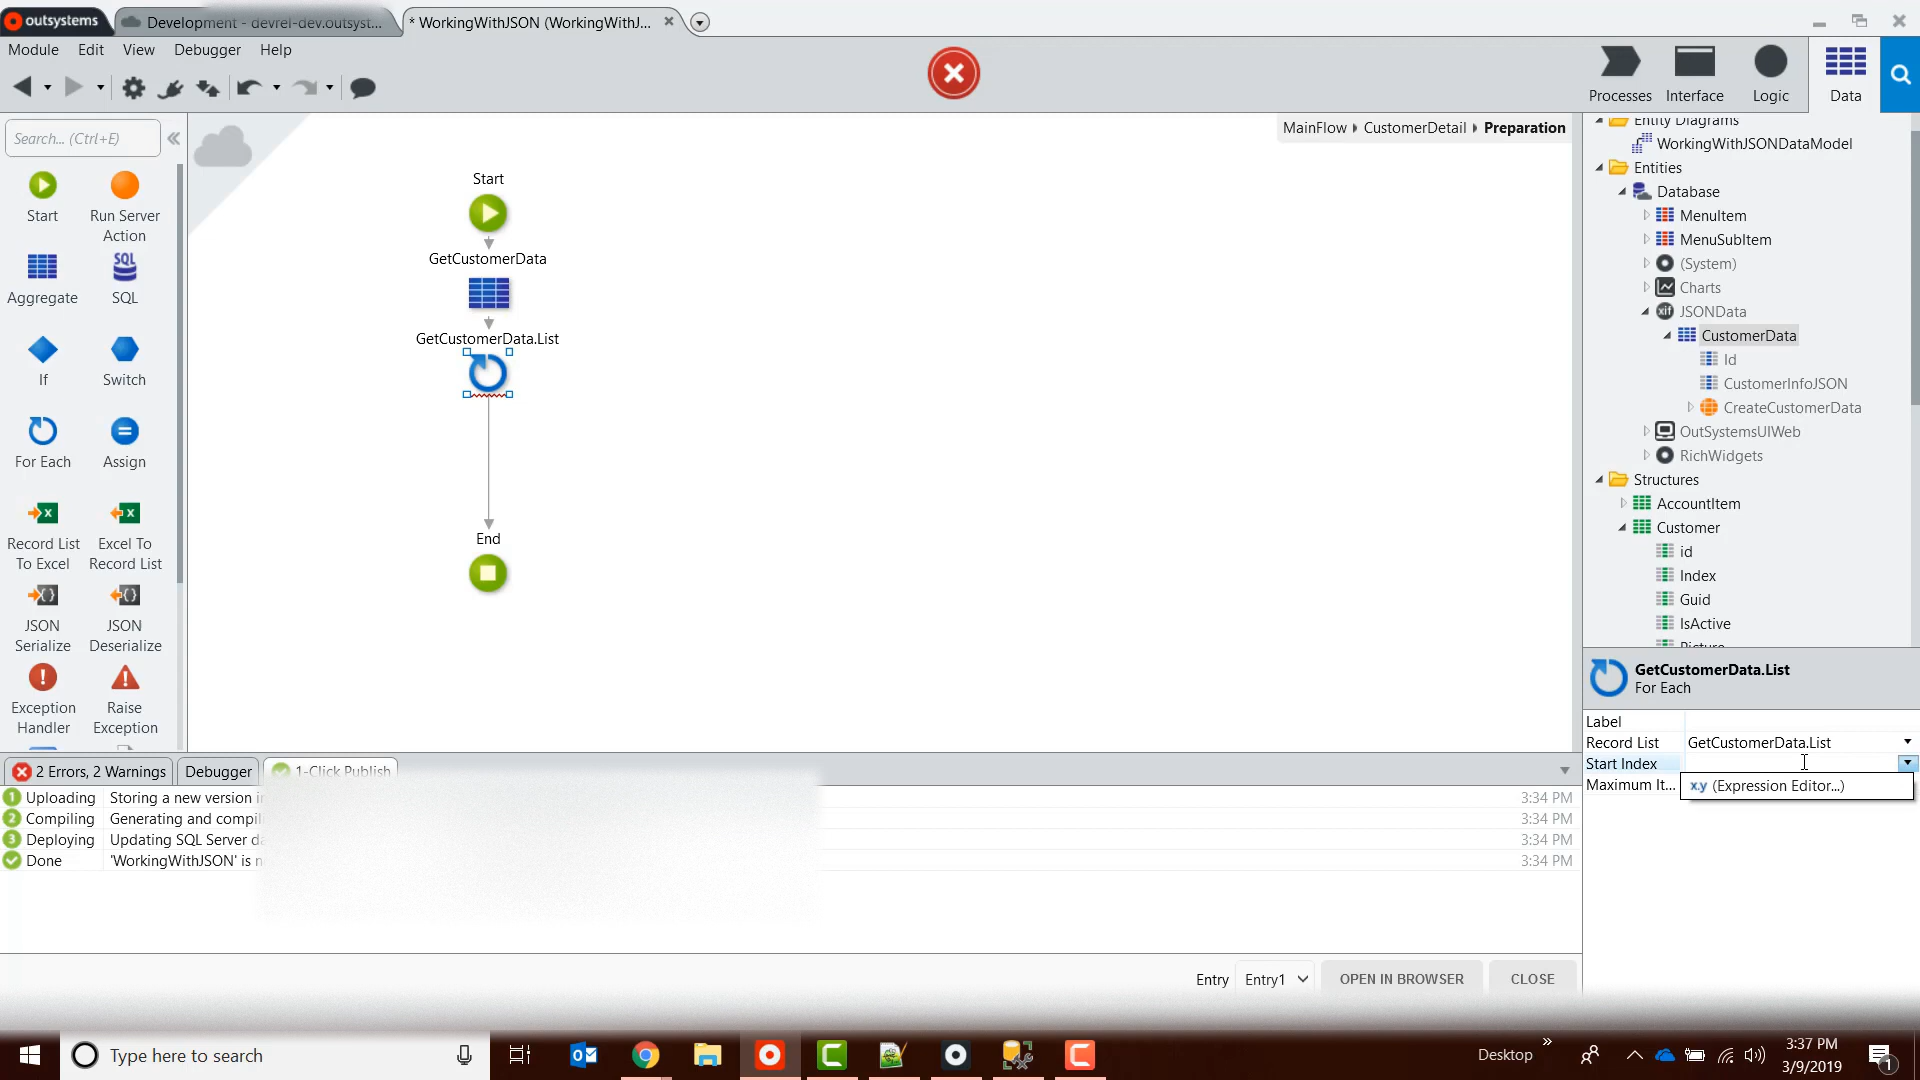 outsystems
Development - devrel-dev.outsyst...
* WorkingWithJSON (WorkingWithJ...
Module Edit View Debugger Help
Processes
Interface
Logic
Data
Search... (Ctrl+E)
Start
Run Server
Action
Aggregate
SQL
If
Switch
For Each
Assign
Record List
To Excel
Excel To
Record List
JSON
Serialize
JSON
Deserialize
Exception
Handler
Raise
Exception
MainFlow CustomerDetail Preparation
Start
GetCustomerData
GetCustomerData.List
End
Entity Diagrams
WorkingWithJSONDataModel
Entities
Database
MenuItem
MenuSubItem
(System)
Charts
xif JSONData
CustomerData
Id
CustomerInfoJSON
CreateCustomerData
OutSystemsUIWeb
RichWidgets
Structures
AccountItem
Customer
id
Index
Guid
IsActive
Picture
GetCustomerData.List
For Each
Label
Record List GetCustomerData.List
Start Index
Maximum It...
x.y (Expression Editor...)
2 Errors, 2 Warnings
Debugger
1-Click Publish
1 Uploading Storing a new version i 3:34 PM
2 Compiling Generating and compil 3:34 PM
3 Deploying Updating SQL Server da 3:34 PM
Done 'WorkingWithJSON' is n 3:34 PM
Entry Entry1 OPEN IN BROWSER CLOSE
Type here to search
Desktop
3:37 PM
3/9/2019
1